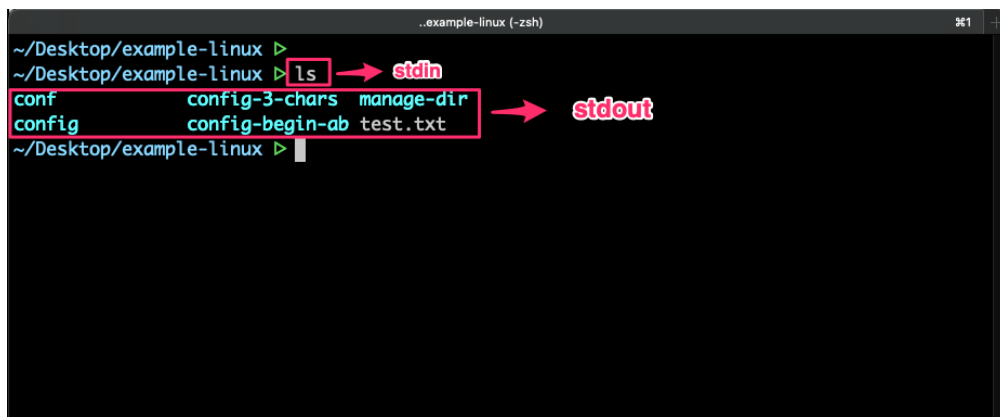 ..example-linux (-zsh) ⌘1
~/Desktop/example-linux ▷
~/Desktop/example-linux ▷ ls stdin
conf config-3-chars manage-dir
config config-begin-ab test.txt
stdout
~/Desktop/example-linux ▷